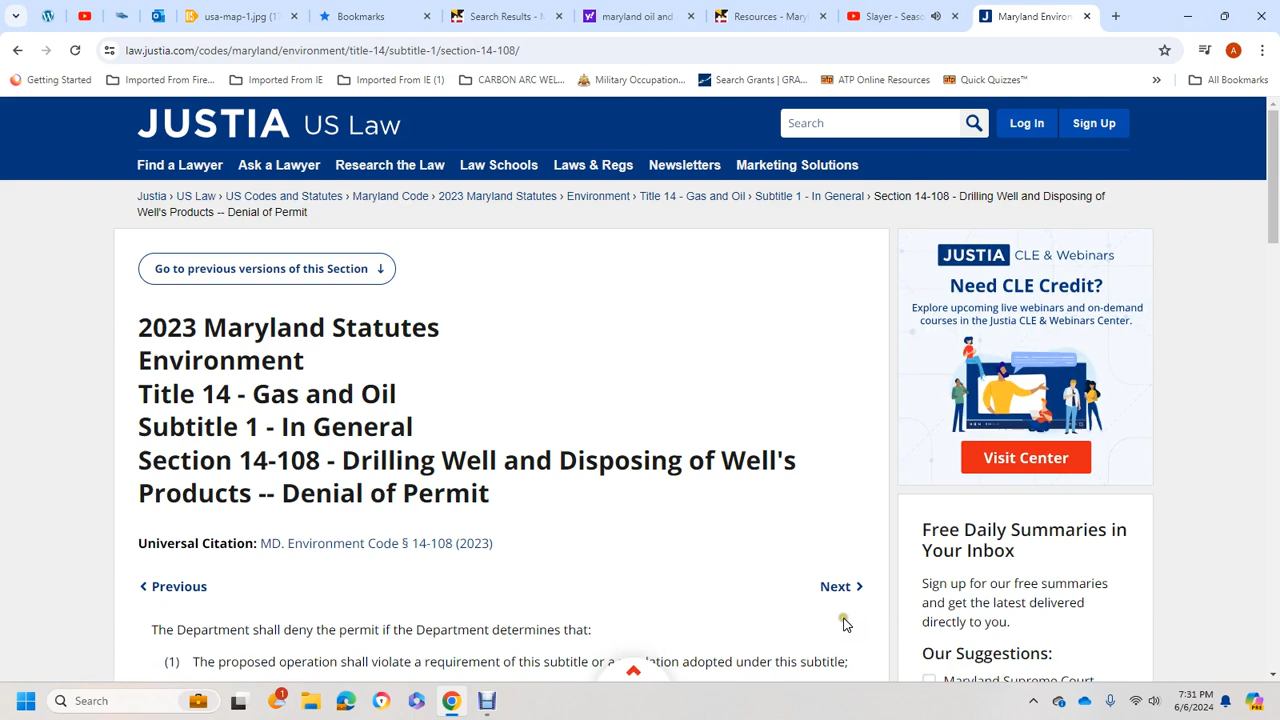 usa-map-1.jpg (1
Bookmarks
Search Results - M
maryland oil and
Resources - Mary
Slayer - Seas
Maryland Enviro
law.justia.com/codes/maryland/environment/title-14/subtitle-1/section-14-108/
A
Getting Started
Imported From Fire...
Imported From IE
Imported From IE (1)
CARBON ARC WEL...
Military Occupation...
Search Grants | GRA...
ATP Online Resources
Quick Quizzes™
»
All Bookmarks
JUSTIA US Law
Search
Log In
Sign Up
Find a Lawyer Ask a Lawyer Research the Law Law Schools Laws & Regs Newsletters Marketing Solutions
Justia › US Law › US Codes and Statutes › Maryland Code › 2023 Maryland Statutes › Environment › Title 14 - Gas and Oil › Subtitle 1 - In General › Section 14-108 - Drilling Well and Disposing of
Well's Products -- Denial of Permit
Go to previous versions of this Section ↓
2023 Maryland Statutes
Environment
Title 14 - Gas and Oil
Subtitle 1 - In General
Section 14-108 - Drilling Well and Disposing of Well's
Products -- Denial of Permit
Universal Citation: MD. Environment Code § 14-108 (2023)
Previous
Next
The Department shall deny the permit if the Department determines that:
(1) The proposed operation shall violate a requirement of this subtitle or a lation adopted under this subtitle;
JUSTIA CLE & Webinars
Need CLE Credit?
Explore upcoming live webinars and on-demand
courses in the Justia CLE & Webinars Center.
Visit Center
Free Daily Summaries in
Your Inbox
Sign up for our free summaries
and get the latest delivered
directly to you.
Our Suggestions:
Maryland Supreme Court
Search
1
7:31 PM
6/6/2024
PRE